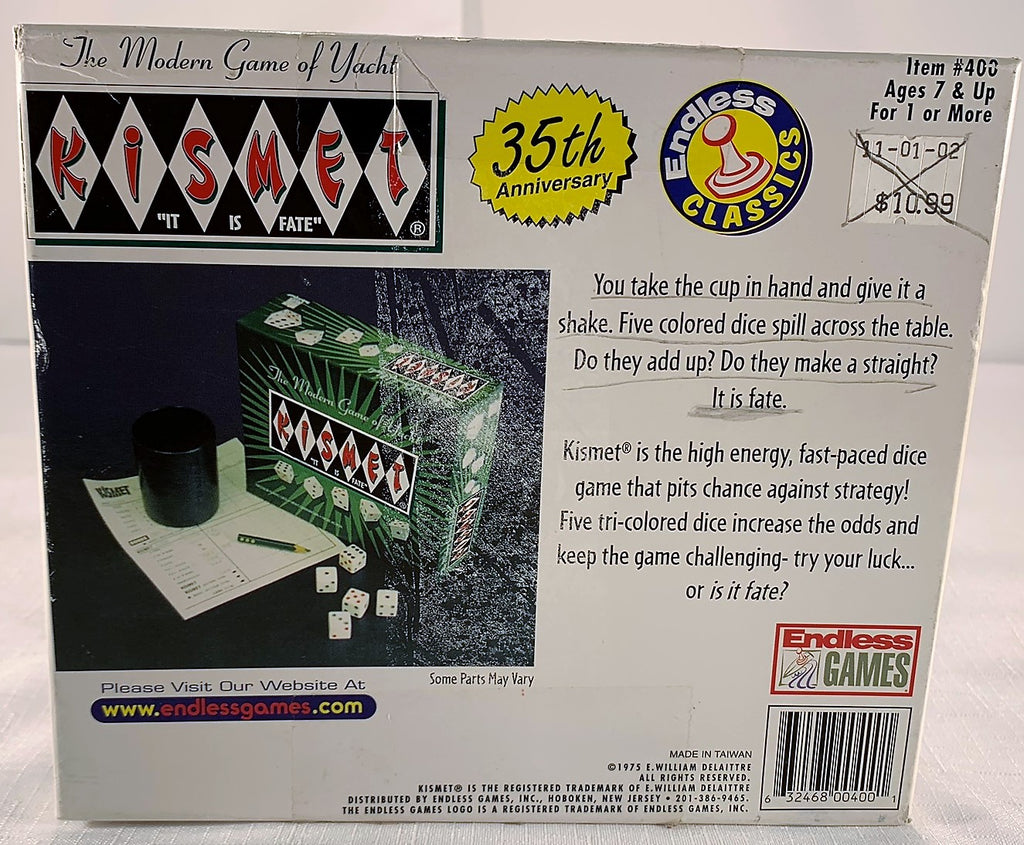 The Modern Game of Yacht
KISMET
"IT IS FATE" ®
35th
Anniversary
Endless
CLASSICS
Item #400
Ages 7 & Up
For 1 or More
11-01-02
$10.99
You take the cup in hand and give it a
shake. Five colored dice spill across the table.
Do they add up? Do they make a straight?
It is fate.
Kismet® is the high energy, fast-paced dice
game that pits chance against strategy!
Five tri-colored dice increase the odds and
keep the game challenging- try your luck...
or is it fate?
The Modern Game of Yacht
KISMET
"IT IS FATE"
KISMET
Some Parts May Vary
Please Visit Our Website At
www.endlessgames.com
Endless
GAMES
MADE IN TAIWAN
©1975 E.WILLIAM DELAITTRE
ALL RIGHTS RESERVED.
KISMET® IS THE REGISTERED TRADEMARK OF E.WILLIAM DELAITTRE
DISTRIBUTED BY ENDLESS GAMES, INC., HOBOKEN, NEW JERSEY • 201-386-9465.
THE ENDLESS GAMES LOGO IS A REGISTERED TRADEMARK OF ENDLESS GAMES, INC.
6 32468 00400 1